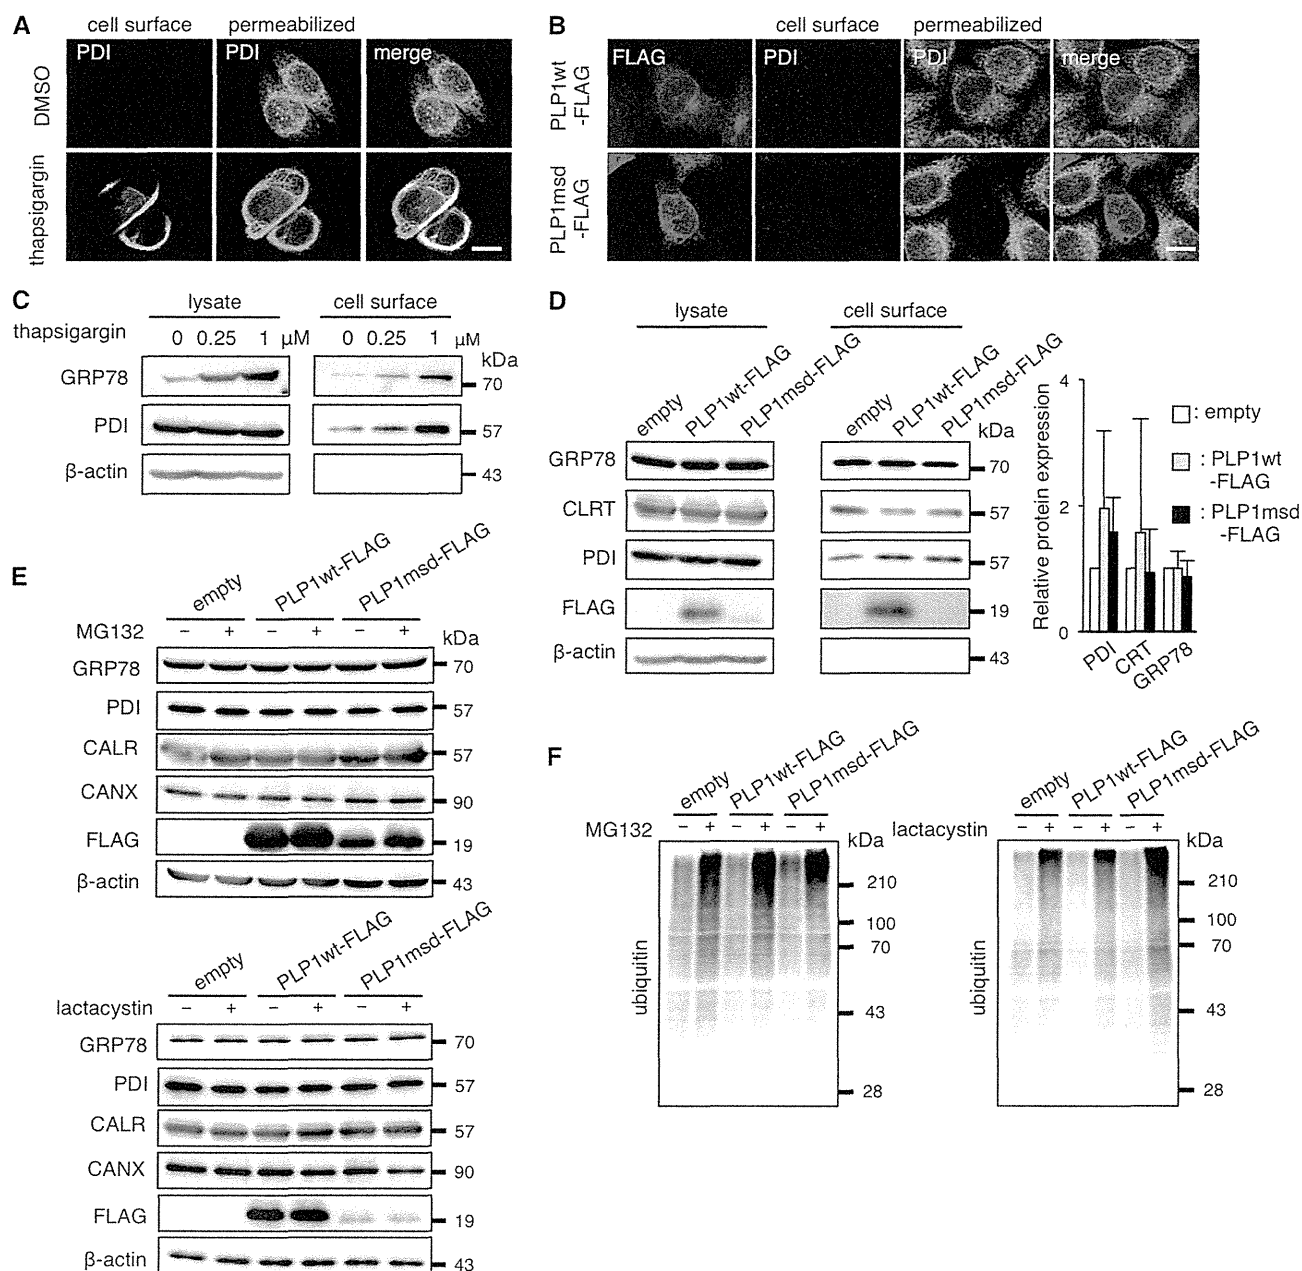 A
cell surface
permeabilized
PDI
PDI
merge
DMSO
thapsigargin
B
cell surface
permeabilized
FLAG
PDI
PDI
merge
PLP1wt
-FLAG
PLP1msd
-FLAG
C
lysate
cell surface
thapsigargin
0 0.25 1 μM
0 0.25 1 μM
kDa
GRP78
70
PDI
57
β-actin
43
D
lysate
cell surface
empty
PLP1wt-FLAG
PLP1msd-FLAG
empty
PLP1wt-FLAG
PLP1msd-FLAG
kDa
GRP78
70
CLRT
57
PDI
57
FLAG
19
β-actin
43
Relative protein expression
4
2
0
PDI
CRT
GRP78
: empty
: PLP1wt
-FLAG
: PLP1msd
-FLAG
E
empty
PLP1wt-FLAG
PLP1msd-FLAG
MG132
− + − + − +
kDa
GRP78
70
PDI
57
CALR
57
CANX
90
FLAG
19
β-actin
43
empty
PLP1wt-FLAG
PLP1msd-FLAG
lactacystin
− + − + − +
GRP78
70
PDI
57
CALR
57
CANX
90
FLAG
19
β-actin
43
F
empty
PLP1wt-FLAG
PLP1msd-FLAG
MG132
− + − + − +
kDa
210
100
70
43
28
ubiquitin
empty
PLP1wt-FLAG
PLP1msd-FLAG
lactacystin
− + − + − +
kDa
210
100
70
43
28
ubiquitin